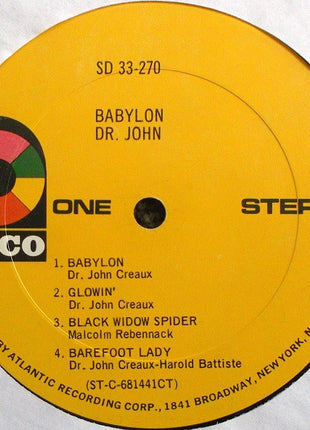 SD 33-270
BABYLON
DR. JOHN
ONE STER
CO
1. BABYLON
Dr. John Creaux
2. GLOWIN'
Dr. John Creaux
3. BLACK WIDOW SPIDER
Malcolm Rebennack
4. BAREFOOT LADY
Dr. John Creaux-Harold Battiste
(ST-C-681441CT)
BY ATLANTIC RECORDING CORP., 1841 BROADWAY, NEW YORK, N.